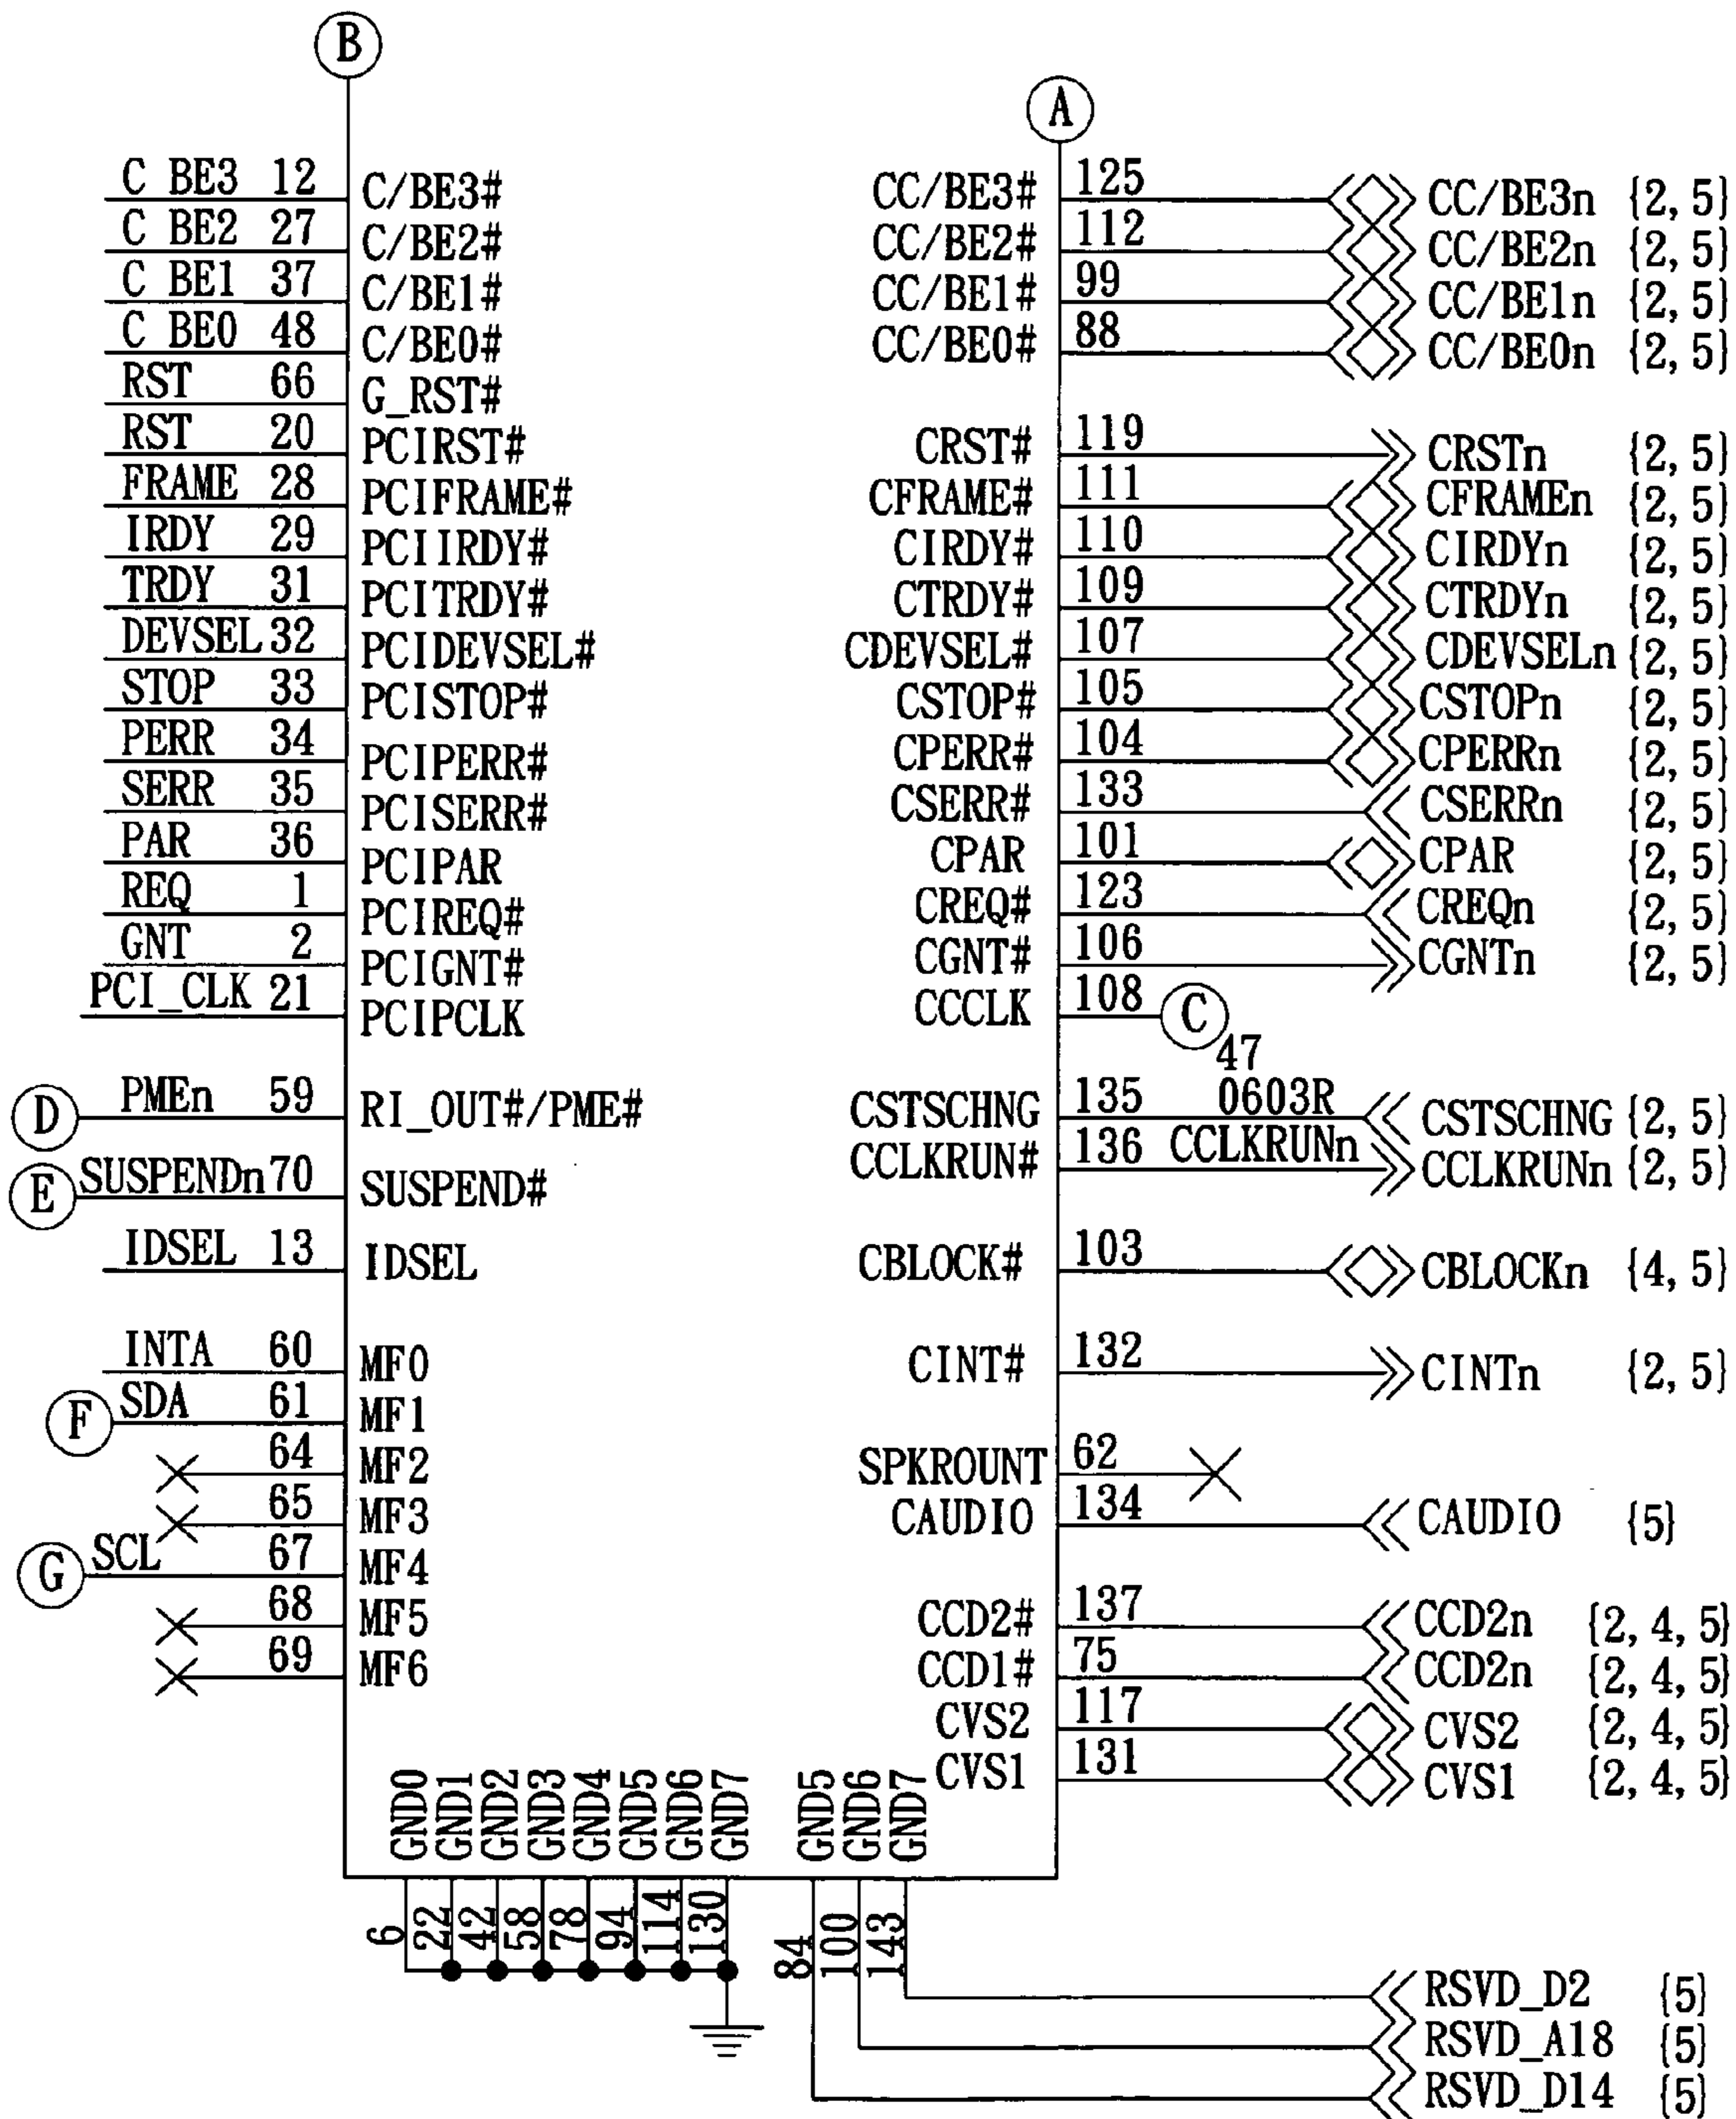 B
A
C BE3 12 C/BE3# CC/BE3# 125 CC/BE3n {2, 5}
C BE2 27 C/BE2# CC/BE2# 112 CC/BE2n {2, 5}
C BE1 37 C/BE1# CC/BE1# 99 CC/BE1n {2, 5}
C BE0 48 C/BE0# CC/BE0# 88 CC/BE0n {2, 5}
RST 66 G_RST#
RST 20 PCIRST# CRST# 119 CRSTn {2, 5}
FRAME 28 PCIFRAME# CFRAME# 111 CFRAMEn {2, 5}
IRDY 29 PCIIRDY# CIRDY# 110 CIRDYn {2, 5}
TRDY 31 PCITRDY# CTRDY# 109 CTRDYn {2, 5}
DEVSEL 32 PCIDEVSEL# CDEVSEL# 107 CDEVSELn {2, 5}
STOP 33 PCISTOP# CSTOP# 105 CSTOPn {2, 5}
PERR 34 PCIPERR# CPERR# 104 CPERRn {2, 5}
SERR 35 PCISERR# CSERR# 133 CSERRn {2, 5}
PAR 36 PCIPAR CPAR 101 CPAR {2, 5}
REQ 1 PCIREQ# CREQ# 123 CREQn {2, 5}
GNT 2 PCIGNT# CGNT# 106 CGNTn {2, 5}
PCI_CLK 21 PCIPCLK CCCLK 108 C
47
D PMEn 59 RI_OUT#/PME# CSTSCHNG 135 0603R CSTSCHNG {2, 5}
CCLKRUN# 136 CCLKRUNn CCLKRUNn {2, 5}
E SUSPENDn 70 SUSPEND#
IDSEL 13 IDSEL CBLOCK# 103 CBLOCKn {4, 5}
INTA 60 MF0 CINT# 132 CINTn {2, 5}
F SDA 61 MF1
64 MF2 SPKROUNT 62
65 MF3 CAUDIO 134 CAUDIO {5}
G SCL 67 MF4
68 MF5 CCD2# 137 CCD2n {2, 4, 5}
69 MF6 CCD1# 75 CCD2n {2, 4, 5}
CVS2 117 CVS2 {2, 4, 5}
CVS1 131 CVS1 {2, 4, 5}
GND0 GND1 GND2 GND3 GND4 GND5 GND6 GND7 GND5 GND6 GND7
6 22 42 58 78 94 114 130 84 100 143
RSVD_D2 {5}
RSVD_A18 {5}
RSVD_D14 {5}